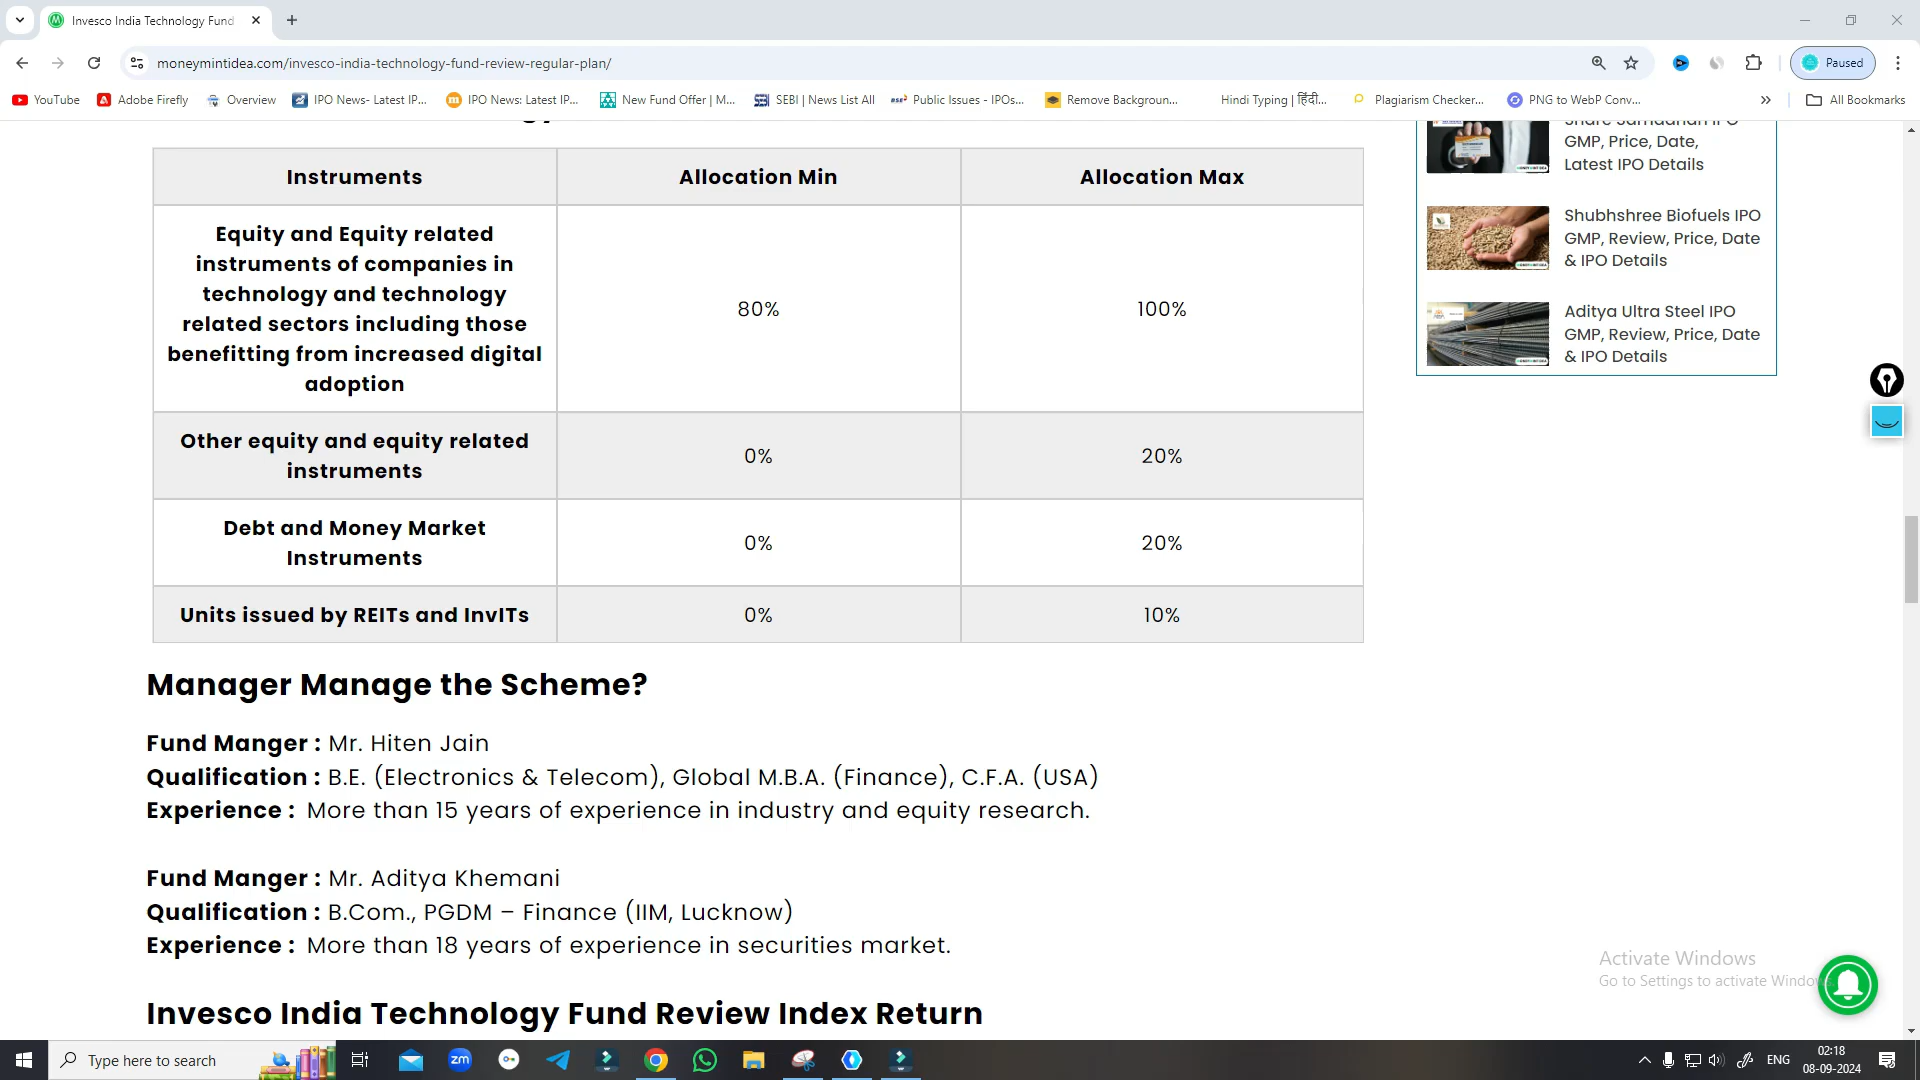 Invesco India Technology Fund
moneymintidea.com/invesco-india-technology-fund-review-regular-plan/
Paused
YouTube
Adobe Firefly
Overview
IPO News- Latest IP...
IPO News: Latest IP...
New Fund Offer | M...
SEBI | News List All
Public Issues - IPOs...
Remove Backgroun...
Hindi Typing | हिंदी...
Plagiarism Checker...
PNG to WebP Conv...
All Bookmarks
Instruments Allocation Min Allocation Max
Equity and Equity related
instruments of companies in
technology and technology
related sectors including those
benefitting from increased digital
adoption
80% 100%
Other equity and equity related
instruments
0% 20%
Debt and Money Market
Instruments
0% 20%
Units issued by REITs and InvITs 0% 10%
Manager Manage the Scheme?
Fund Manger : Mr. Hiten Jain
Qualification : B.E. (Electronics & Telecom), Global M.B.A. (Finance), C.F.A. (USA)
Experience : More than 15 years of experience in industry and equity research.
Fund Manger : Mr. Aditya Khemani
Qualification : B.Com., PGDM – Finance (IIM, Lucknow)
Experience : More than 18 years of experience in securities market.
Invesco India Technology Fund Review Index Return
Share Samadhan IPO
GMP, Price, Date,
Latest IPO Details
Shubhshree Biofuels IPO
GMP, Review, Price, Date
& IPO Details
Aditya Ultra Steel IPO
GMP, Review, Price, Date
& IPO Details
Activate Windows
Go to Settings to activate Windows.
Type here to search
zm
ENG
02:18
08-09-2024